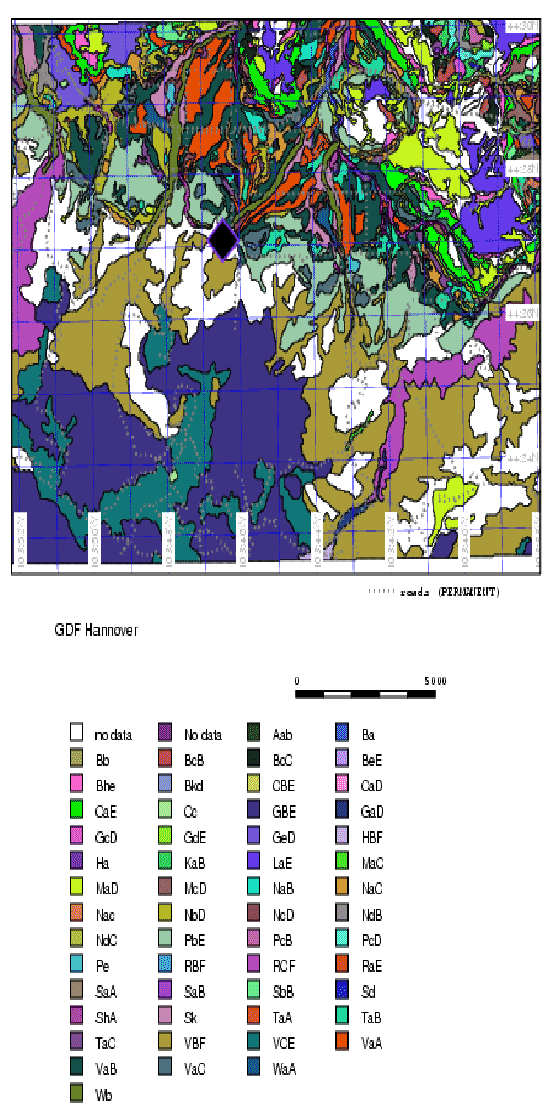 roads (PERMANENT)
GDF Hannover
0 5000
no data No data Aab Ba
Bb BcB BcC BeE
Bhe Bkd CBE CaD
CaE Cc GBE GaD
GcD GdE GeD HBF
Ha KaB LaE MaC
MaD McD NaB NaC
Nac NbD NcD NdB
NdC PbE PcB PcD
Pe RBF RCF RaE
SaA SaB SbB Scl
ShA Sk TaA TaB
TaC VBF VCE VaA
VaB VaC WaA
Wb